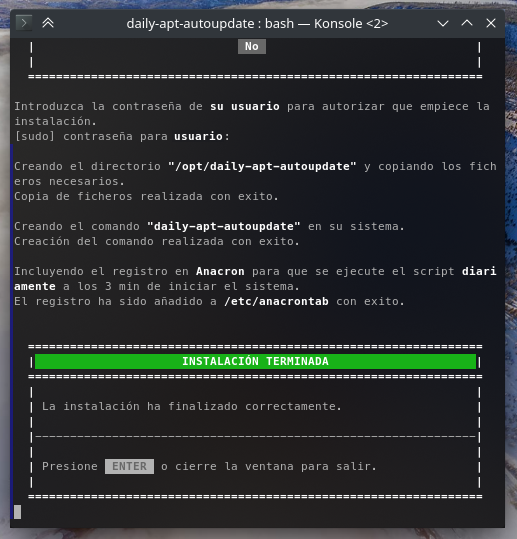 daily-apt-autoupdate : bash — Konsole <2>
No
Introduzca la contraseña de su usuario para autorizar que empiece la
instalación.
[sudo] contraseña para usuario:
Creando el directorio "/opt/daily-apt-autoupdate" y copiando los fich
eros necesarios.
Copia de ficheros realizada con exito.
Creando el comando "daily-apt-autoupdate" en su sistema.
Creación del comando realizada con exito.
Incluyendo el registro en Anacron para que se ejecute el script diari
amente a los 3 min de iniciar el sistema.
El registro ha sido añadido a /etc/anacrontab con exito.
INSTALACIÓN TERMINADA
La instalación ha finalizado correctamente.
Presione ENTER o cierre la ventana para salir.